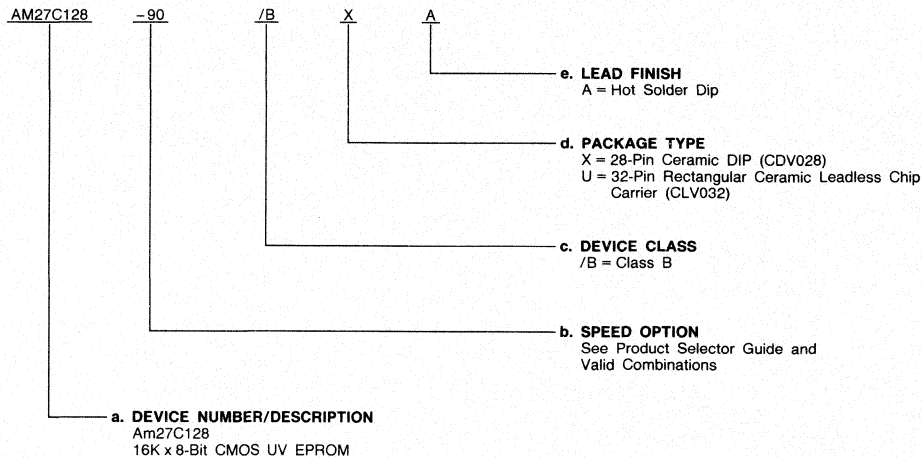 AM27C128 -90 /B X A
e. LEAD FINISH
A = Hot Solder Dip
d. PACKAGE TYPE
X = 28-Pin Ceramic DIP (CDV028)
U = 32-Pin Rectangular Ceramic Leadless Chip
Carrier (CLV032)
c. DEVICE CLASS
/B = Class B
b. SPEED OPTION
See Product Selector Guide and
Valid Combinations
a. DEVICE NUMBER/DESCRIPTION
Am27C128
16K x 8-Bit CMOS UV EPROM